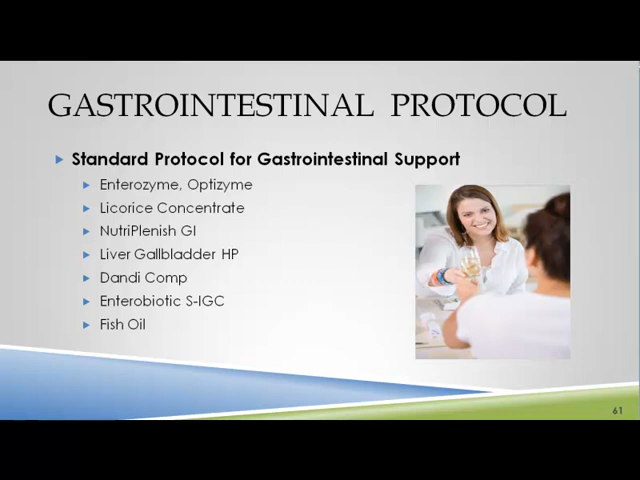 GASTROINTESTINAL PROTOCOL
Standard Protocol for Gastrointestinal Support
Enterozyme, Optizyme
Licorice Concentrate
NutriPlenish GI
Liver Gallbladder HP
Dandi Comp
Enterobiotic S-IGC
Fish Oil
61